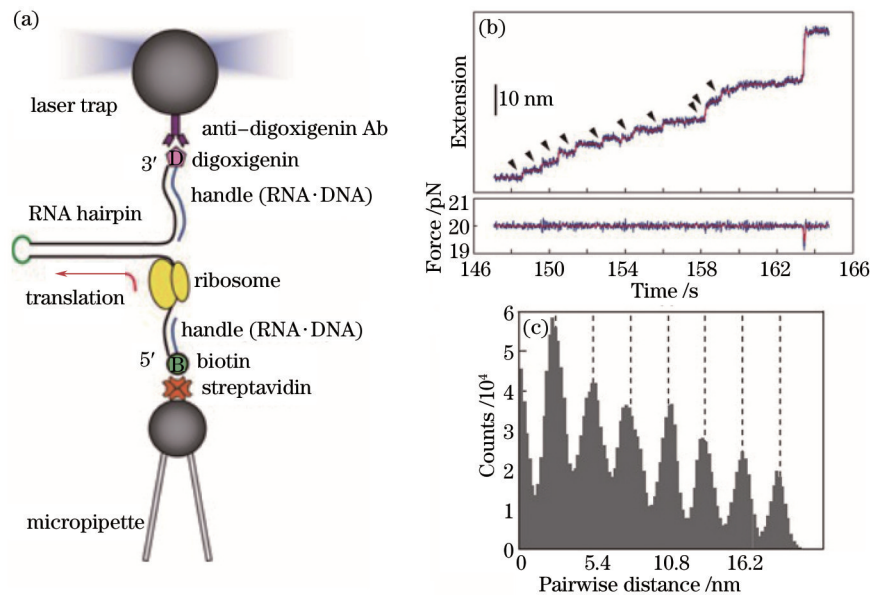 (a)
laser trap
anti-digoxigenin Ab
3′
D
digoxigenin
handle (RNA·DNA)
RNA hairpin
ribosome
translation
handle (RNA·DNA)
5′
B
biotin
streptavidin
micropipette
(b)
Extension
10 nm
Force /pN
21
20
19
146
150
154
158
162
166
Time /s
(c)
Counts /10⁴
6
5
4
3
2
1
0
0
5.4
10.8
16.2
Pairwise distance /nm